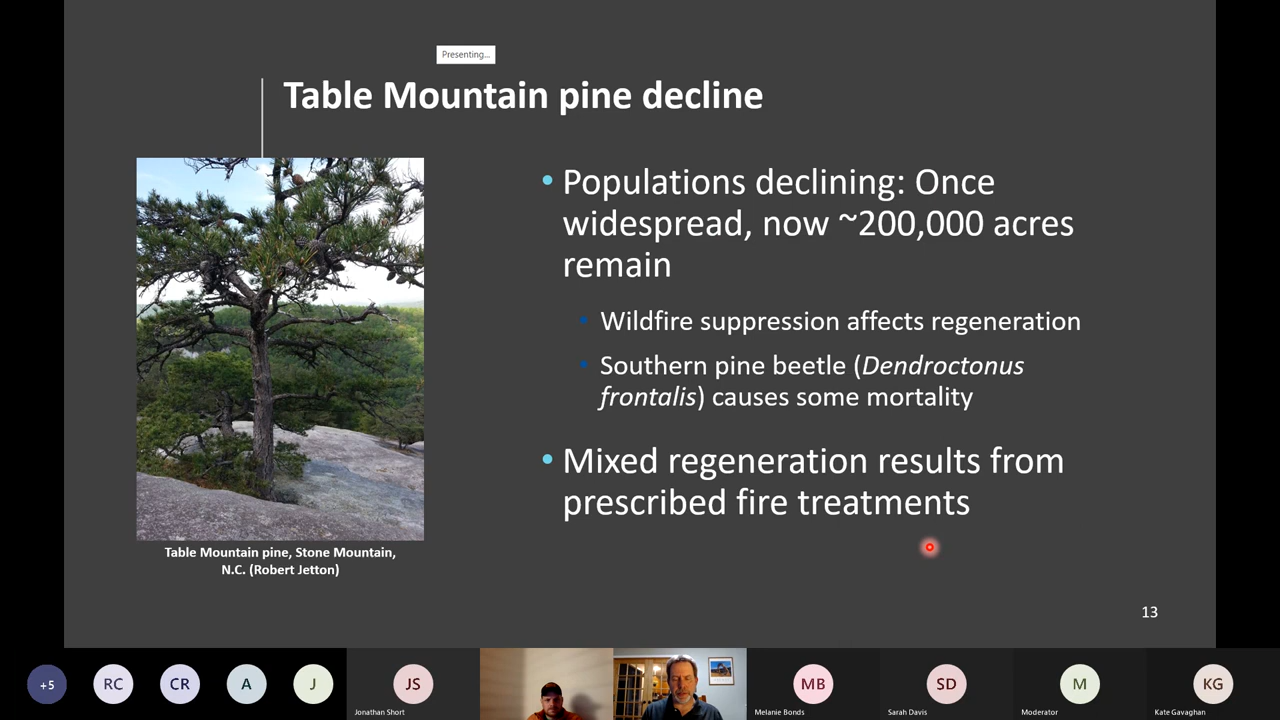 Presenting...
Table Mountain pine decline
• Populations declining: Once
widespread, now ~200,000 acres
remain
• Wildfire suppression affects regeneration
• Southern pine beetle (Dendroctonus
frontalis) causes some mortality
• Mixed regeneration results from
prescribed fire treatments
Table Mountain pine, Stone Mountain,
N.C. (Robert Jetton)
13
+5
RC
CR
A
J
JS
MB
SD
M
KG
Jonathan Short
Melanie Bonds
Sarah Davis
Moderator
Kate Gavaghan